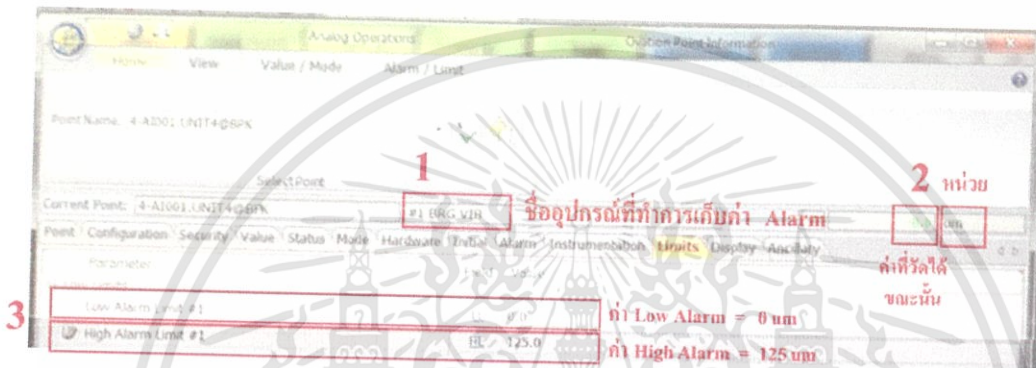 Analog Operations Ovation Point Information
Home View Value / Mode Alarm / Limit
Point Name: 4-AI001.UNIT4@BPK
Select Point
1
2 หน่วย
Current Point: 4-AI001.UNIT4@BPK #1 BRG VIB ชื่ออุปกรณ์ที่ทำการเก็บค่า Alarm um
Point Configuration Security Value Status Mode Hardware Initial Alarm Instrumentation Limits Display Ancillary
ค่าที่วัดได้
ขณะนั้น
Parameter
3
Low Alarm Limit #1 ค่า Low Alarm = 0 um
High Alarm Limit #1 HL 125.0 ค่า High Alarm = 125 um